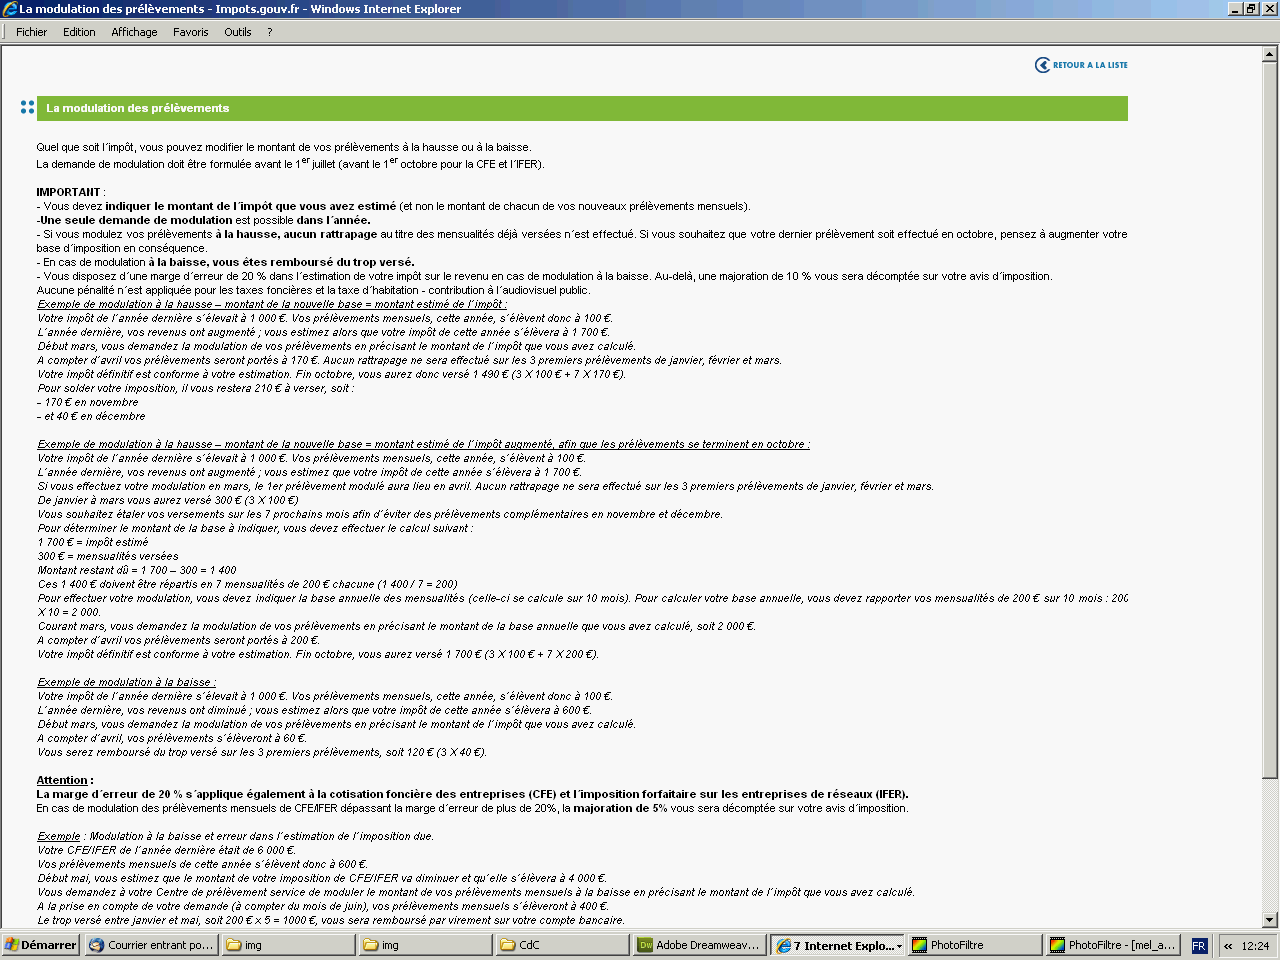 La modulation des prélèvements - Impots.gouv.fr - Windows Internet Explorer
Fichier Edition Affichage Favoris Outils ?
RETOUR A LA LISTE
La modulation des prélèvements
Quel que soit l´impôt, vous pouvez modifier le montant de vos prélèvements à la hausse ou à la baisse.
La demande de modulation doit être formulée avant le 1er juillet (avant le 1er octobre pour la CFE et l´IFER).
IMPORTANT :
- Vous devez indiquer le montant de l´impôt que vous avez estimé (et non le montant de chacun de vos nouveaux prélèvements mensuels).
-Une seule demande de modulation est possible dans l´année.
- Si vous modulez vos prélèvements à la hausse, aucun rattrapage au titre des mensualités déjà versées n´est effectué. Si vous souhaitez que votre dernier prélèvement soit effectué en octobre, pensez à augmenter votre
base d´imposition en conséquence.
- En cas de modulation à la baisse, vous êtes remboursé du trop versé.
- Vous disposez d´une marge d´erreur de 20 % dans l´estimation de votre impôt sur le revenu en cas de modulation à la baisse. Au-delà, une majoration de 10 % vous sera décomptée sur votre avis d´imposition.
Aucune pénalité n´est appliquée pour les taxes foncières et la taxe d´habitation - contribution à l´audiovisuel public.
Exemple de modulation à la hausse – montant de la nouvelle base = montant estimé de l´impôt :
Votre impôt de l´année dernière s´élevait à 1 000 €. Vos prélèvements mensuels, cette année, s´élèvent donc à 100 €.
L´année dernière, vos revenus ont augmenté ; vous estimez alors que votre impôt de cette année s´élèvera à 1 700 €.
Début mars, vous demandez la modulation de vos prélèvements en précisant le montant de l´impôt que vous avez calculé.
A compter d´avril vos prélèvements seront portés à 170 €. Aucun rattrapage ne sera effectué sur les 3 premiers prélèvements de janvier, février et mars.
Votre impôt définitif est conforme à votre estimation. Fin octobre, vous aurez donc versé 1 490 € (3 X 100 € + 7 X 170 €).
Pour solder votre imposition, il vous restera 210 € à verser, soit :
- 170 € en novembre
- et 40 € en décembre
Exemple de modulation à la hausse – montant de la nouvelle base = montant estimé de l´impôt augmenté, afin que les prélèvements se terminent en octobre :
Votre impôt de l´année dernière s´élevait à 1 000 €. Vos prélèvements mensuels, cette année, s´élèvent à 100 €.
L´année dernière, vos revenus ont augmenté ; vous estimez que votre impôt de cette année s´élèvera à 1 700 €.
Si vous effectuez votre modulation en mars, le 1er prélèvement modulé aura lieu en avril. Aucun rattrapage ne sera effectué sur les 3 premiers prélèvements de janvier, février et mars.
De janvier à mars vous aurez versé 300 € (3 X 100 €)
Vous souhaitez étaler vos versements sur les 7 prochains mois afin d´éviter des prélèvements complémentaires en novembre et décembre.
Pour déterminer le montant de la base à indiquer, vous devez effectuer le calcul suivant :
1 700 € = impôt estimé
300 € = mensualités versées
Montant restant dû = 1 700 – 300 = 1 400
Ces 1 400 € doivent être répartis en 7 mensualités de 200 € chacune (1 400 / 7 = 200)
Pour effectuer votre modulation, vous devez indiquer la base annuelle des mensualités (celle-ci se calcule sur 10 mois). Pour calculer votre base annuelle, vous devez rapporter vos mensualités de 200 € sur 10 mois : 200
X 10 = 2 000.
Courant mars, vous demandez la modulation de vos prélèvements en précisant le montant de la base annuelle que vous avez calculé, soit 2 000 €.
A compter d´avril vos prélèvements seront portés à 200 €.
Votre impôt définitif est conforme à votre estimation. Fin octobre, vous aurez versé 1 700 € (3 X 100 € + 7 X 200 €).
Exemple de modulation à la baisse :
Votre impôt de l´année dernière s´élevait à 1 000 €. Vos prélèvements mensuels, cette année, s´élèvent donc à 100 €.
L´année dernière, vos revenus ont diminué ; vous estimez alors que votre impôt de cette année s´élèvera à 600 €.
Début mars, vous demandez la modulation de vos prélèvements en précisant le montant de l´impôt que vous avez calculé.
A compter d´avril, vos prélèvements s´élèveront à 60 €.
Vous serez remboursé du trop versé sur les 3 premiers prélèvements, soit 120 € (3 X 40 €).
Attention :
La marge d´erreur de 20 % s´applique également à la cotisation foncière des entreprises (CFE) et l´imposition forfaitaire sur les entreprises de réseaux (IFER).
En cas de modulation des prélèvements mensuels de CFE/IFER dépassant la marge d´erreur de plus de 20%, la majoration de 5% vous sera décomptée sur votre avis d´imposition.
Exemple : Modulation à la baisse et erreur dans l´estimation de l´imposition due.
Votre CFE/IFER de l´année dernière était de 6 000 €.
Vos prélèvements mensuels de cette année s´élèvent donc à 600 €.
Début mai, vous estimez que le montant de votre imposition de CFE/IFER va diminuer et qu´elle s´élèvera à 4 000 €.
Vous demandez à votre Centre de prélèvement service de moduler le montant de vos prélèvements mensuels à la baisse en précisant le montant de l´impôt que vous avez calculé.
A la prise en compte de votre demande (à compter du mois de juin), vos prélèvements mensuels s´élèveront à 400 €.
Le trop versé entre janvier et mai, soit 200 € x 5 = 1000 €, vous sera remboursé par virement sur votre compte bancaire.
Démarrer Courrier entrant po... img img CdC Adobe Dreamweav... 7 Internet Explo... PhotoFiltre PhotoFiltre - [mel_a... FR « 12:24